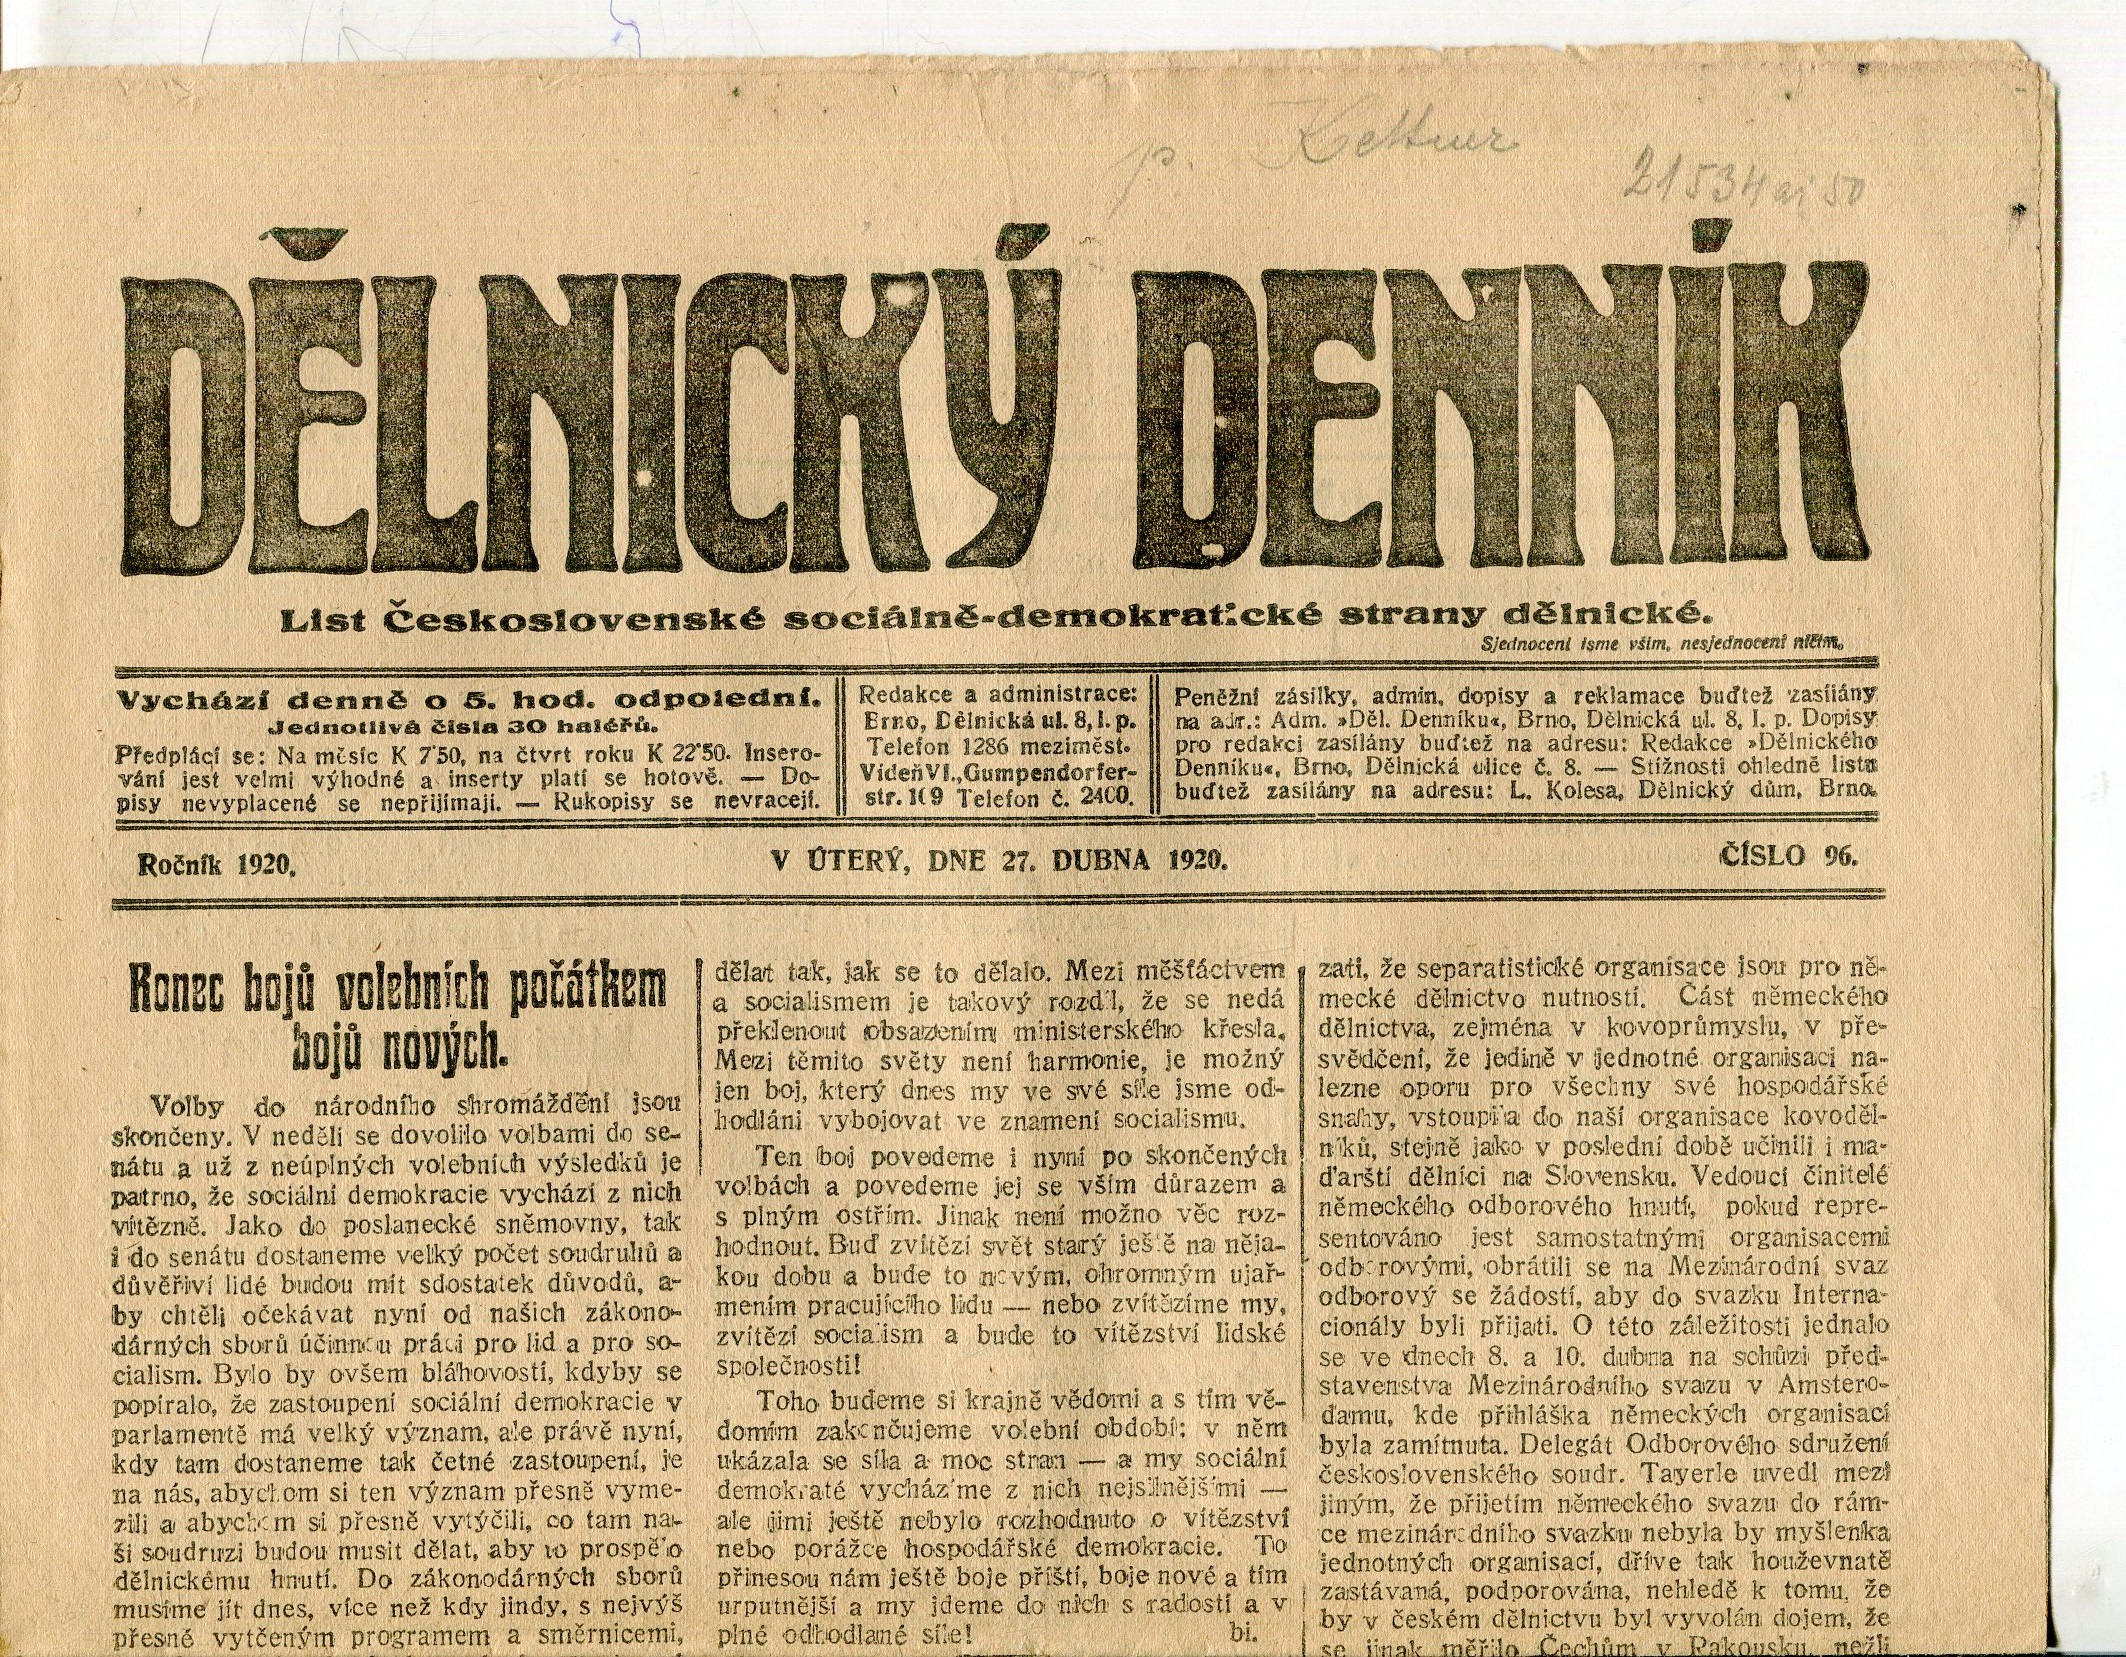 p. Kettner
21534 aj 50
DĚLNICKÝ DENNÍK
List Československé sociálně-demokratické strany dělnické.
Sjednoceni jsme vším, nesjednoceni ničím.
Vychází denně o 5. hod. odpolední.
Jednotlivá čísla 30 haléřů.
Předplácí se: Na měsíc K 7˙50, na čtvrt roku K 22˙50. Insero-
vání jest velmi výhodné a inserty platí se hotově. — Do-
pisy nevyplacené se nepřijímají. — Rukopisy se nevracejí.
Redakce a administrace:
Brno, Dělnická ul. 8, I. p.
Telefon 1286 meziměst.
Vídeň VI., Gumpendorfer-
str. 109 Telefon č. 2400.
Peněžní zásilky, admin. dopisy a reklamace buďtež zasílány
na adr.: Adm. »Děl. Denníku«, Brno, Dělnická ul. 8, I. p. Dopisy
pro redakci zasílány buďtež na adresu: Redakce »Dělnického
Denníku«, Brno, Dělnická ulice č. 8. — Stížnosti ohledně listu
buďtež zasílány na adresu: L. Kolesa, Dělnický dům, Brno.
Ročník 1920.
V ÚTERÝ, DNE 27. DUBNA 1920.
ČÍSLO 96.
Konec bojů volebních počátkem
bojů nových.
Volby do národního shromáždění jsou
skončeny. V neděli se dovolilo volbami do se-
nátu a už z neúplných volebních výsledků je
patrno, že sociální demokracie vychází z nich
vítězně. Jako do poslanecké sněmovny, tak
i do senátu dostaneme velký počet soudruhů a
důvěřiví lidé budou mít sdostatek důvodů, a-
by chtěli očekávat nyní od našich zákono-
dárných sborů účinnou práci pro lid a pro so-
cialism. Bylo by ovšem bláhovostí, kdyby se
popíralo, že zastoupení sociální demokracie v
parlamentě má velký význam, ale právě nyní,
kdy tam dostaneme tak četné zastoupení, je
na nás, abychom si ten význam přesně vyme-
zili a abychom si přesně vytýčili, co tam na-
ši soudruzi budou musit dělat, aby to prospělo
dělnickému hnutí. Do zákonodárných sborů
musíme jít dnes, více než kdy jindy, s nejvýš
přesně vytčeným programem a směrnicemi,
dělat tak, jak se to dělalo. Mezi měšťáctvem
a socialismem je takový rozdíl, že se nedá
překlenout obsazením ministerského křesla.
Mezi těmito světy není harmonie, je možný
jen boj, který dnes my ve své síle jsme od-
hodláni vybojovat ve znamení socialismu.
Ten boj povedeme i nyní po skončených
volbách a povedeme jej se vším důrazem a
s plným ostřím. Jinak není možno věc roz-
hodnout. Buď zvítězí svět starý ještě na něja-
kou dobu a bude to novým, ohromným ujař-
mením pracujícího lidu — nebo zvítězíme my,
zvítězí socialism a bude to vítězství lidské
společnosti!
Toho budeme si krajně vědomi a s tím vě-
domím zakončujeme volební období: v něm
ukázala se síla a moc stran — a my sociální
demokraté vycházíme z nich nejsilnějšími —
ale jimi ještě nebylo rozhodnuto o vítězství
nebo porážce hospodářské demokracie. To
přinesou nám ještě boje příští, boje nové a tím
urputnější a my jdeme do nich s radostí a v
plné odhodlané síle! bi.
zati, že separatistické organisace jsou pro ně-
mecké dělnictvo nutností. Část německého
dělnictva, zejména v kovoprůmyslu, v pře-
svědčení, že jedině v jednotné organisaci na-
lezne oporu pro všechny své hospodářské
snahy, vstoupila do naší organisace kovoděl-
níků, stejně jako v poslední době učinili i ma-
ďarští dělníci na Slovensku. Vedoucí činitelé
německého odborového hnutí, pokud repre-
sentováno jest samostatnými organisacemi
odborovými, obrátili se na Mezinárodní svaz
odborový se žádostí, aby do svazku Interna-
cionály byli přijati. O této záležitosti jednalo
se ve dnech 8. a 10. dubna na schůzi před-
stavenstva Mezinárodního svazu v Amstero-
damu, kde přihláška německých organisací
byla zamítnuta. Delegát Odborového sdružení
československého soudr. Tayerle uvedl mezi
jiným, že přijetím německého svazu do rám-
ce mezinárodního svazku nebyla by myšlenka
jednotných organisací, dříve tak houževnatě
zastávaná, podporována, nehledě k tomu, že
by v českém dělnictvu byl vyvolán dojem, že
se jinak měřilo Čechům v Rakousku, nežli